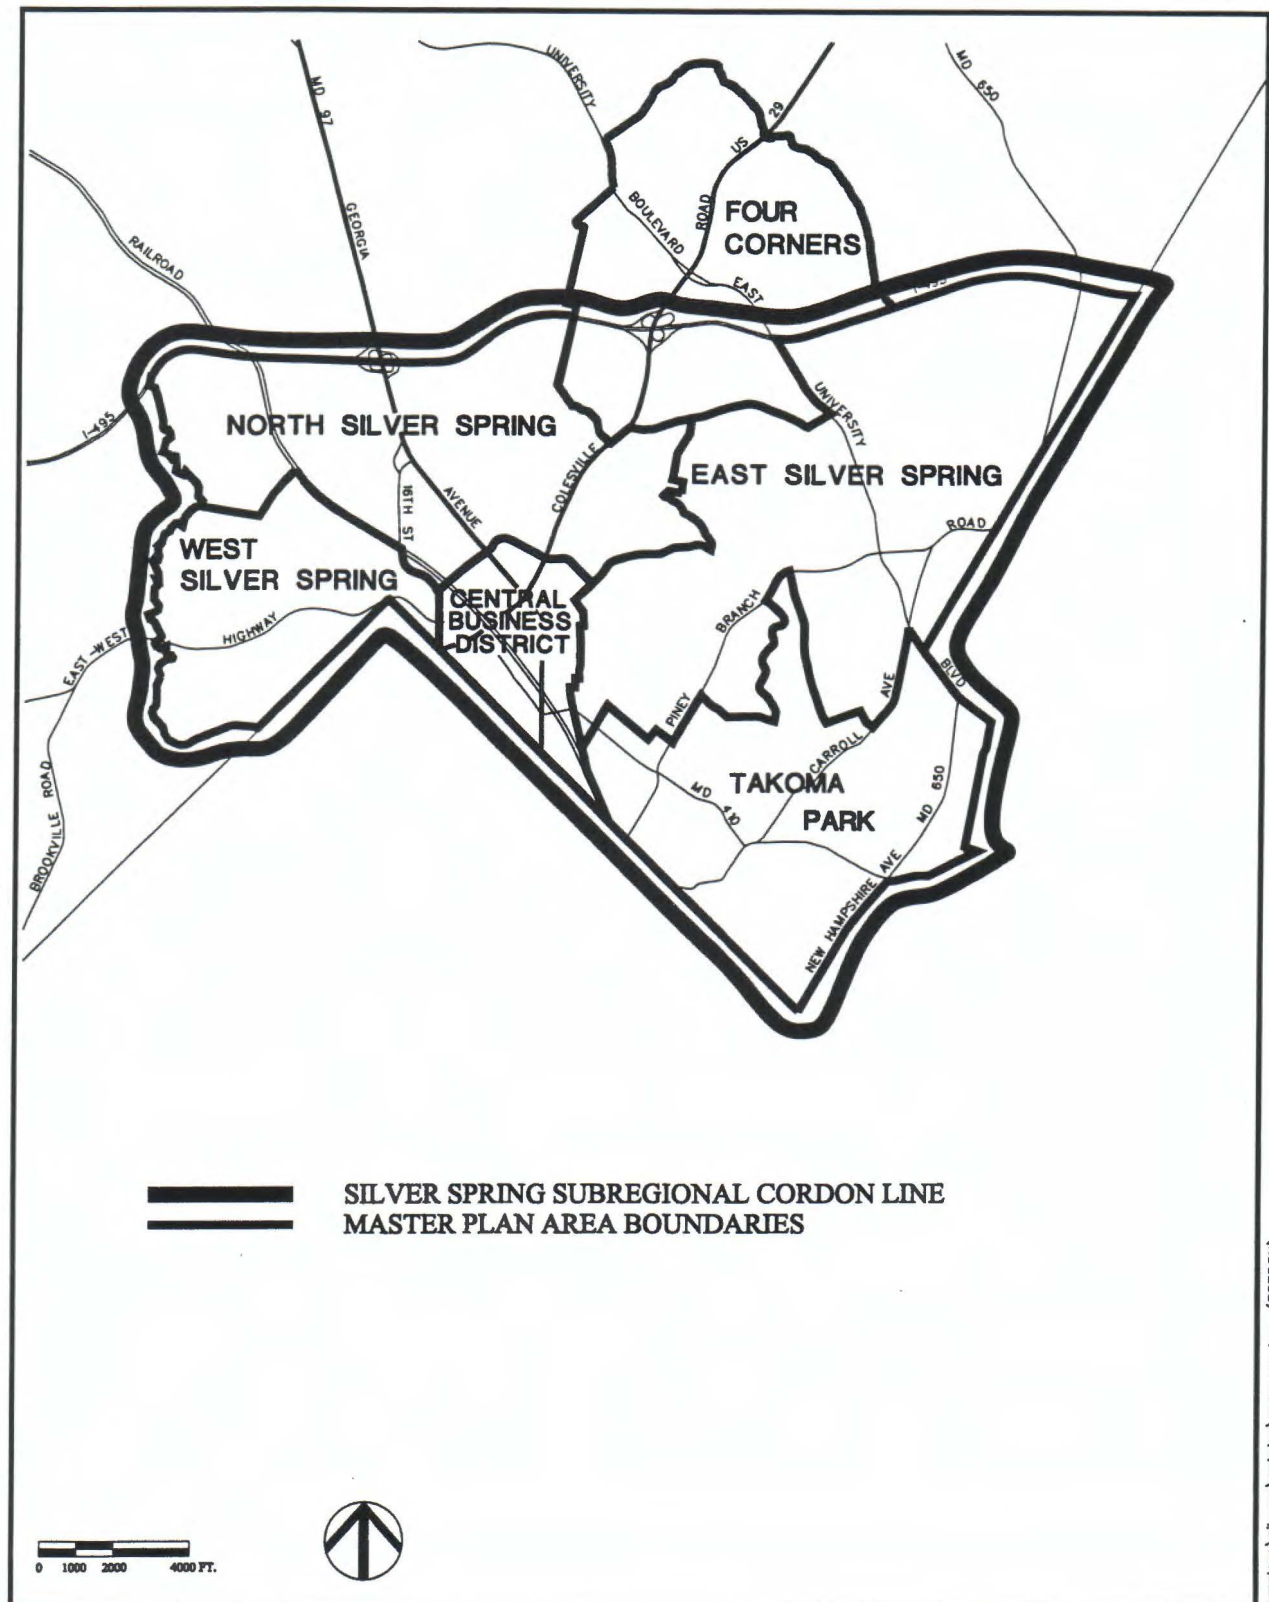 UNIVERSITY
MD 650
MD 97
US 29
GEORGIA
ROAD
BOULEVARD
FOUR
CORNERS
RAILROAD
EAST
I-495
I-495
UNIVERSITY
NORTH SILVER SPRING
COLESVILLE
EAST SILVER SPRING
16TH ST
AVENUE
ROAD
WEST
SILVER SPRING
CENTRAL
BUSINESS
DISTRICT
BRANCH
EAST-WEST
HIGHWAY
PINEY
AVE
BLVD
CARROLL
TAKOMA
PARK
MD 410
MD 650
BROOKVILLE ROAD
NEW HAMPSHIRE AVE
SILVER SPRING SUBREGIONAL CORDON LINE
MASTER PLAN AREA BOUNDARIES
0 1000 2000 4000 FT.